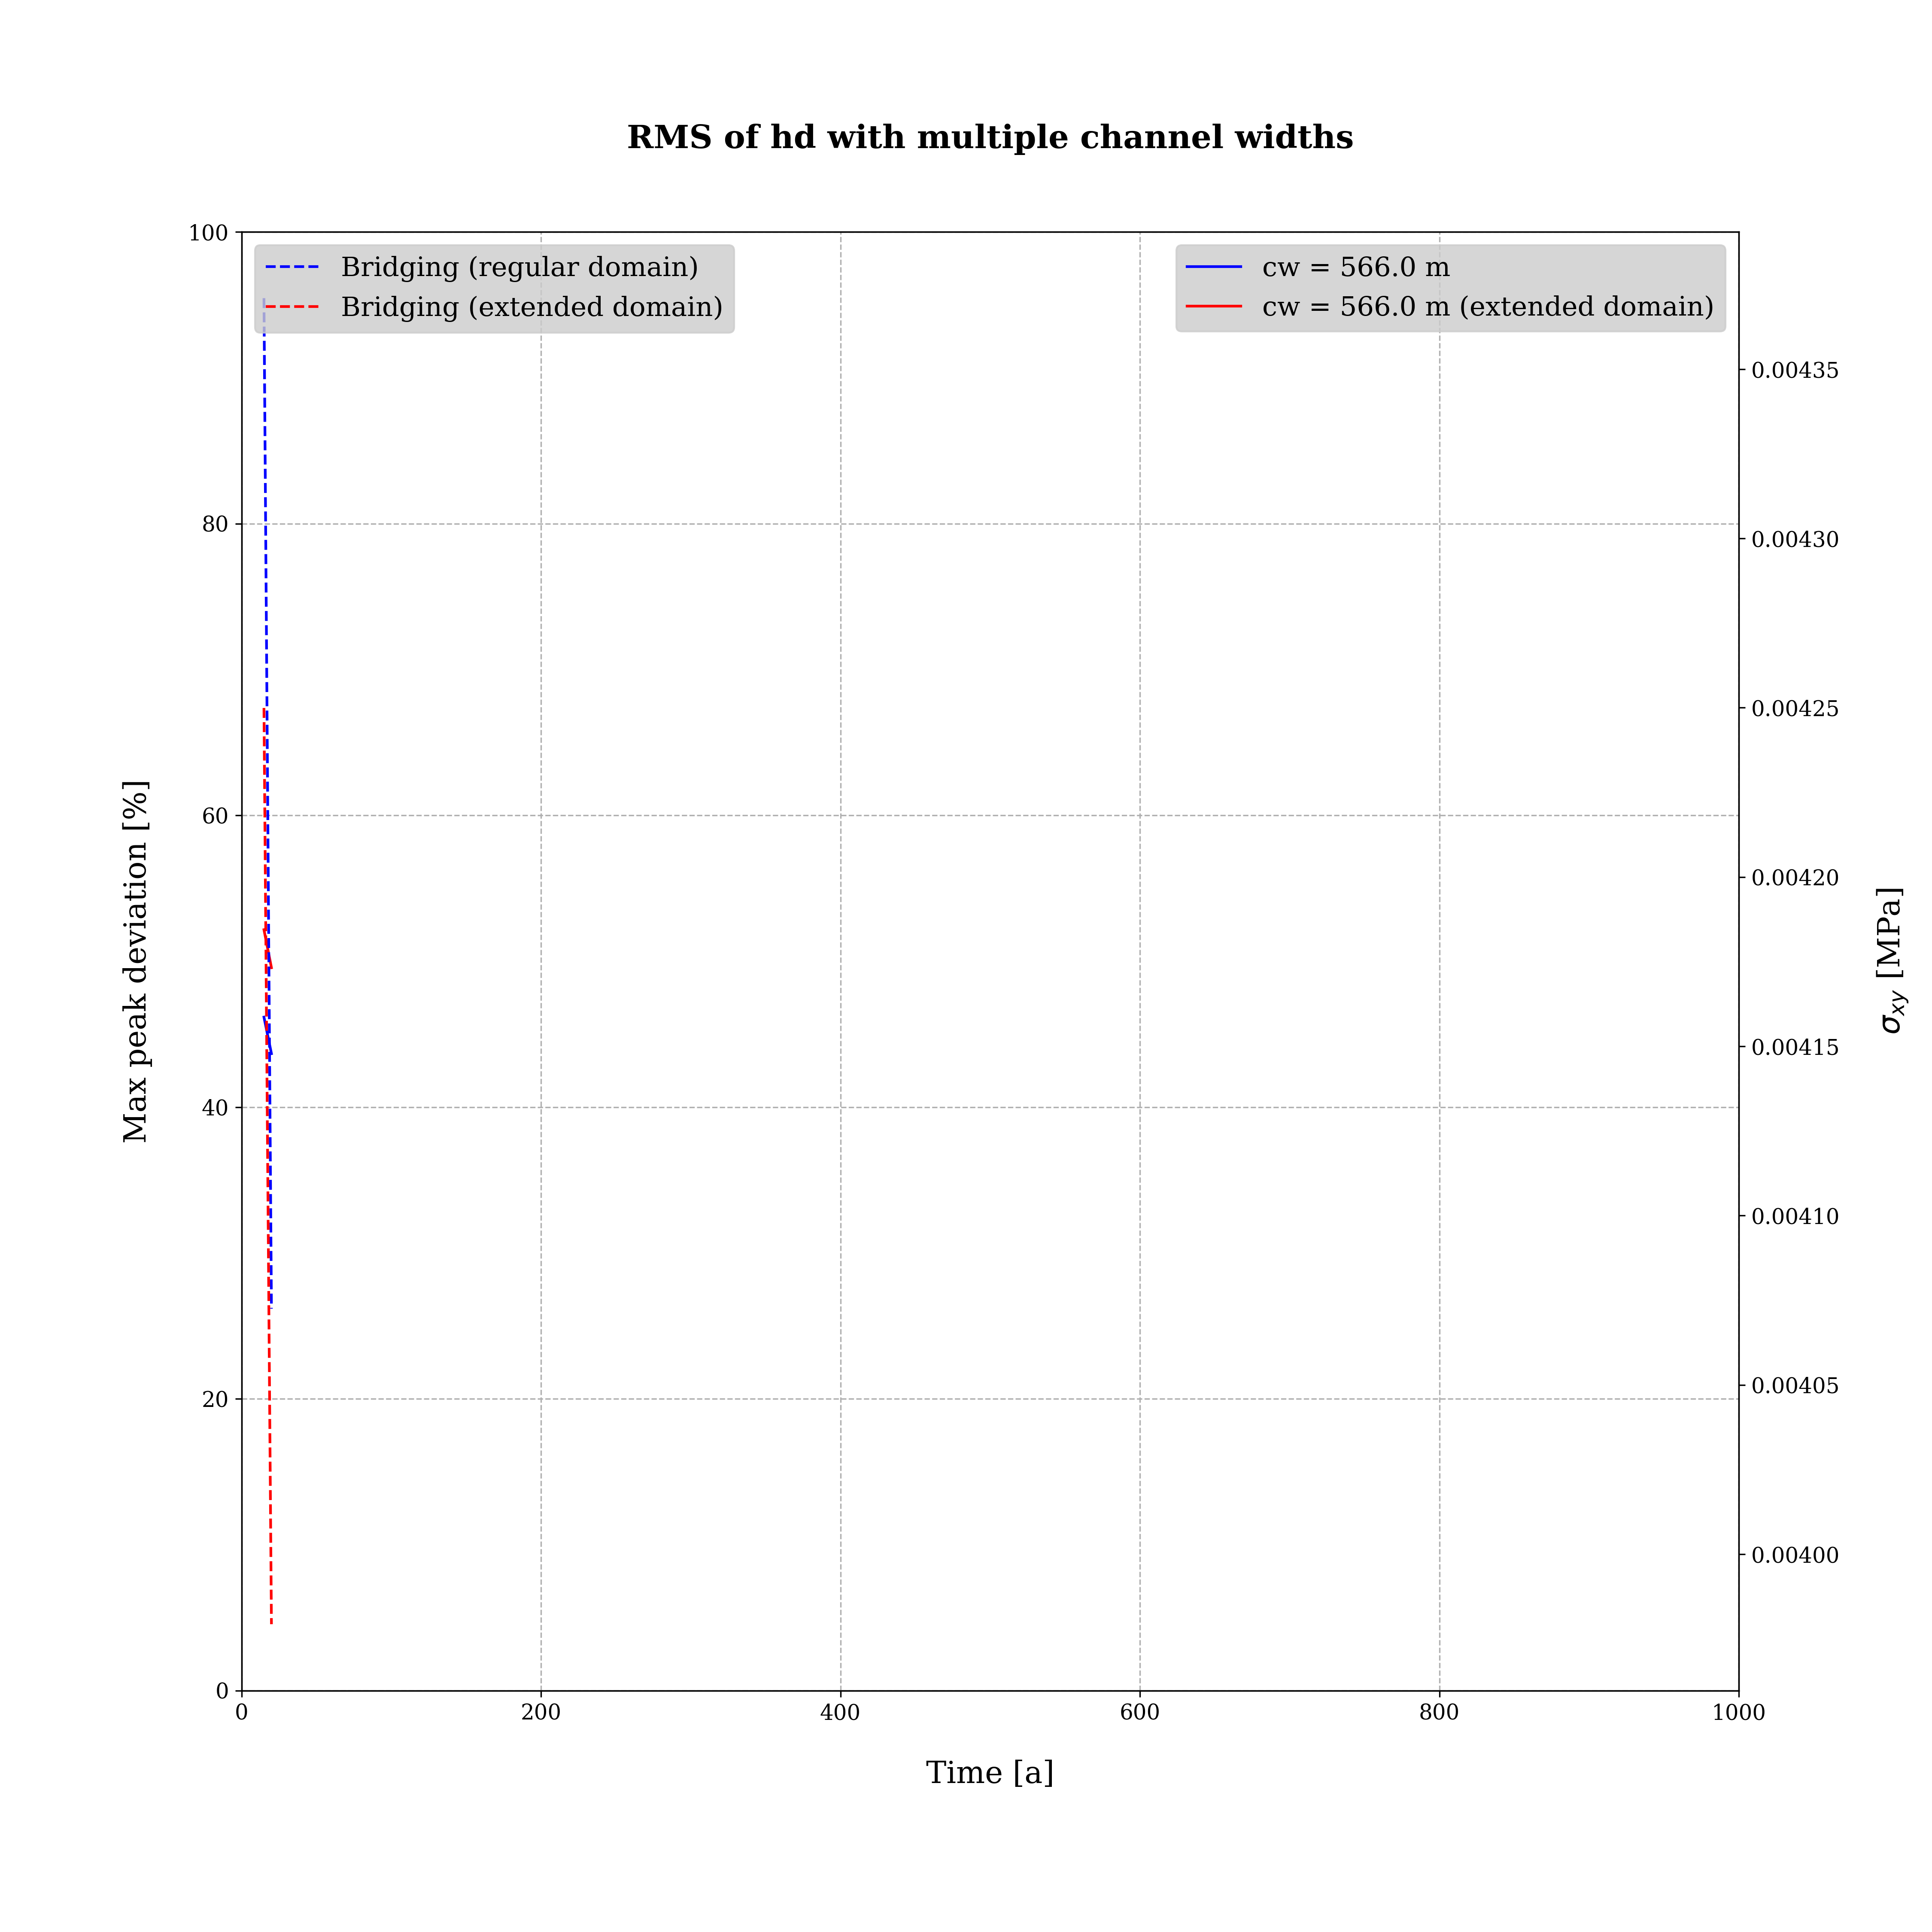 RMS of hd with multiple channel widths
Bridging (regular domain)
Bridging (extended domain)
cw = 566.0 m
cw = 566.0 m (extended domain)
100
80
60
40
20
0
Max peak deviation [%]
0
200
400
600
800
1000
Time [a]
0.00435
0.00430
0.00425
0.00420
0.00415
0.00410
0.00405
0.00400
σxy [MPa]